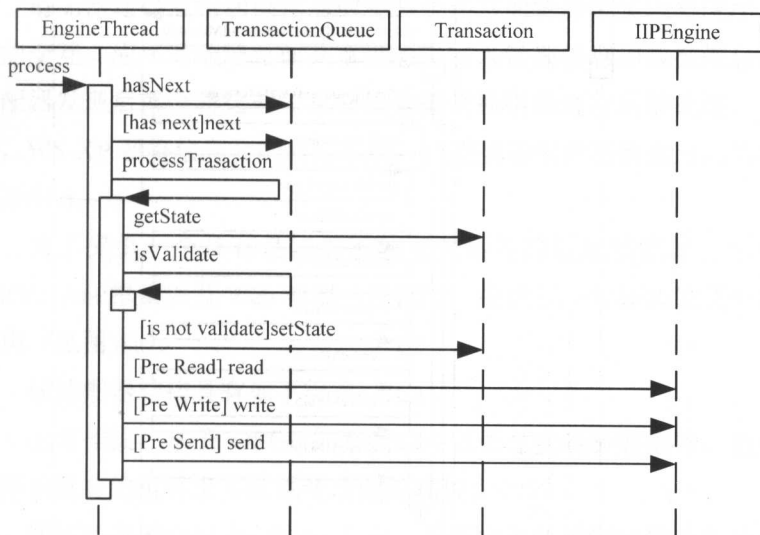 EngineThread TransactionQueue Transaction IIPEngine
process
hasNext
[has next]next
processTrasaction
getState
isValidate
[is not validate]setState
[Pre Read] read
[Pre Write] write
[Pre Send] send